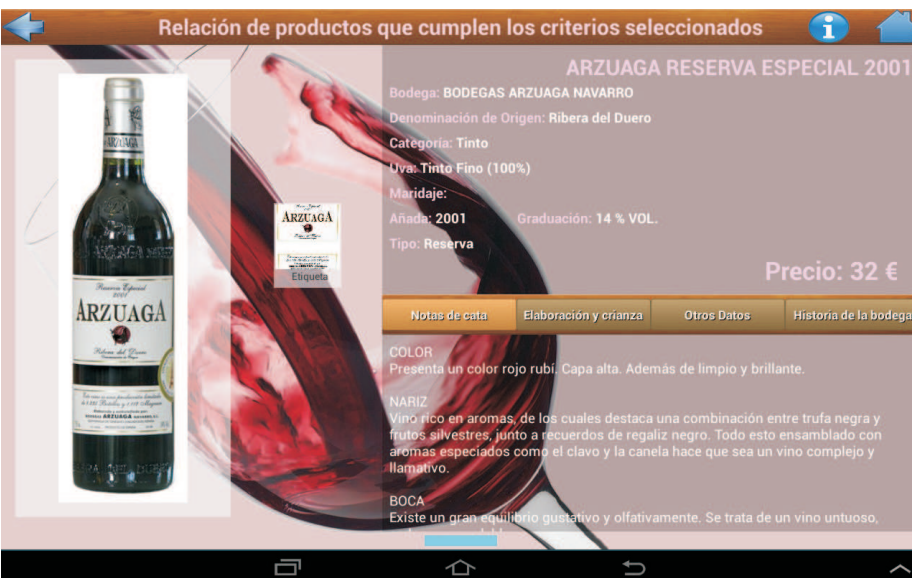 Relación de productos que cumplen los criterios seleccionados
ARZUAGA RESERVA ESPECIAL 2001
Bodega: BODEGAS ARZUAGA NAVARRO
Denominación de Origen: Ribera del Duero
Categoría: Tinto
Uva: Tinto Fino (100%)
Maridaje:
Añada: 2001 Graduación: 14 % VOL.
Tipo: Reserva
Precio: 32 €
ARZUAGA
Reserva Especial
2001
ARZUAGA
Ribera del Duero
ARZUAGA
ARZUAGA
Etiqueta
Notas de cata
Elaboración y crianza
Otros Datos
Historia de la bodega
COLOR
Presenta un color rojo rubí. Capa alta. Además de limpio y brillante.
NARIZ
Vino rico en aromas, de los cuales destaca una combinación entre trufa negra y
frutos silvestres, junto a recuerdos de regaliz negro. Todo esto ensamblado con
aromas especiados como el clavo y la canela hace que sea un vino complejo y
llamativo.
BOCA
Existe un gran equilibrio gustativo y olfativamente. Se trata de un vino untuoso,